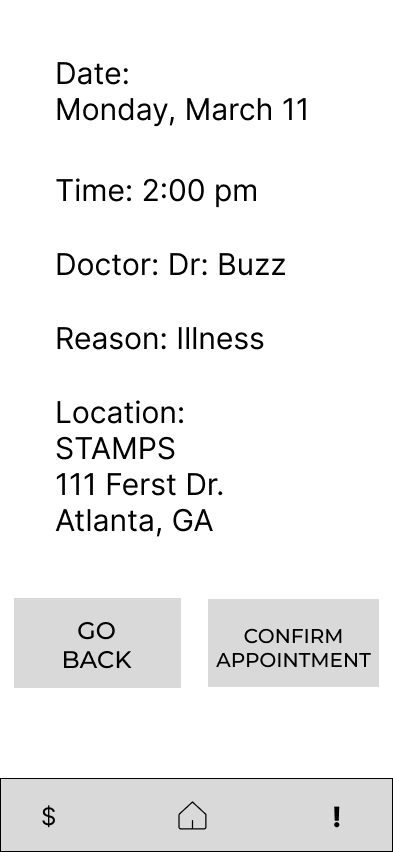 Date:
Monday, March 11
Time: 2:00 pm
Doctor: Dr: Buzz
Reason: Illness
Location:
STAMPS
111 Ferst Dr.
Atlanta, GA
GO
BACK
CONFIRM
APPOINTMENT
$
!